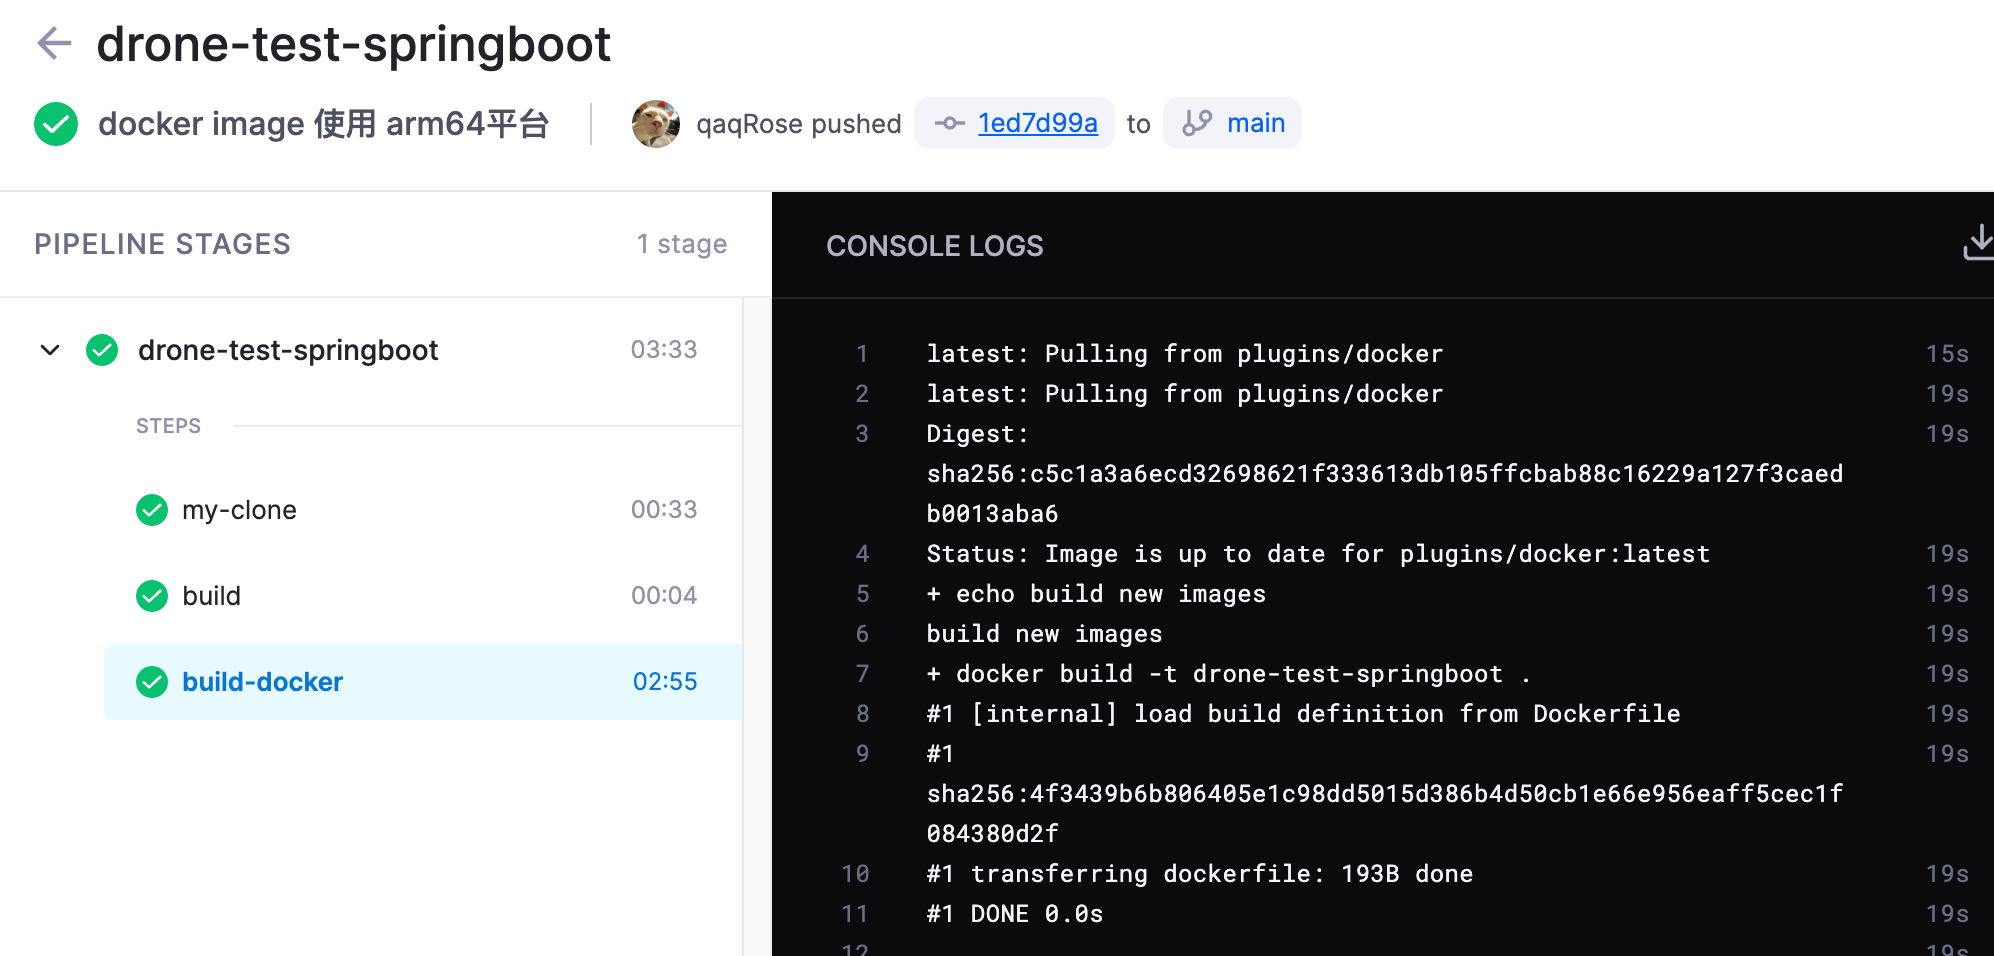 drone-test-springboot
docker image 使用 arm64平台 qaqRose pushed 1ed7d99a to main
PIPELINE STAGES 1 stage
drone-test-springboot 03:33
STEPS
my-clone 00:33
build 00:04
build-docker 02:55
CONSOLE LOGS
1 latest: Pulling from plugins/docker 15s
2 latest: Pulling from plugins/docker 19s
3 Digest: 19s
sha256:c5c1a3a6ecd32698621f333613db105ffcbab88c16229a127f3caed
b0013aba6
4 Status: Image is up to date for plugins/docker:latest 19s
5 + echo build new images 19s
6 build new images 19s
7 + docker build -t drone-test-springboot . 19s
8 #1 [internal] load build definition from Dockerfile 19s
9 #1 19s
sha256:4f3439b6b806405e1c98dd5015d386b4d50cb1e66e956eaff5cec1f
084380d2f
10 #1 transferring dockerfile: 193B done 19s
11 #1 DONE 0.0s 19s
12 19s